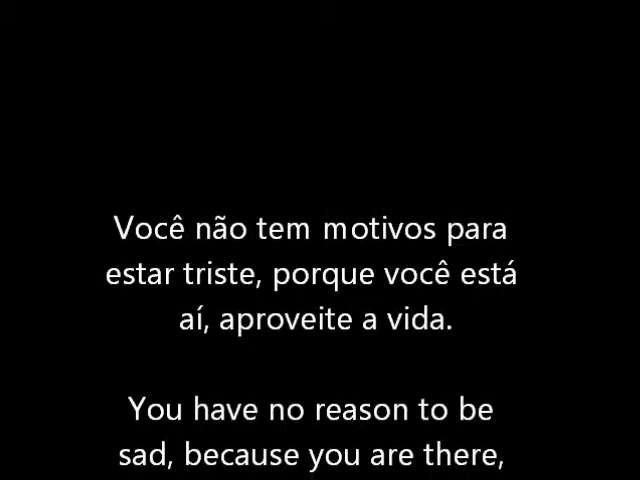 Você não tem motivos para
estar triste, porque você está
aí, aproveite a vida.
You have no reason to be
sad, because you are there,